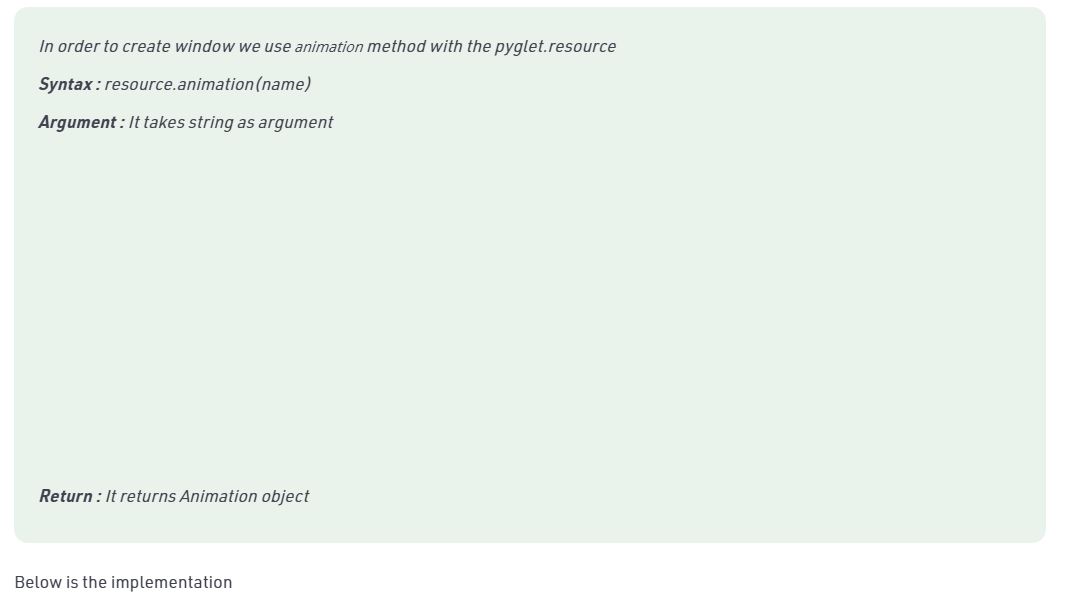 In order to create window we use animation method with the pyglet.resource
Syntax : resource.animation(name)
Argument : It takes string as argument
Return : It returns Animation object
Below is the implementation